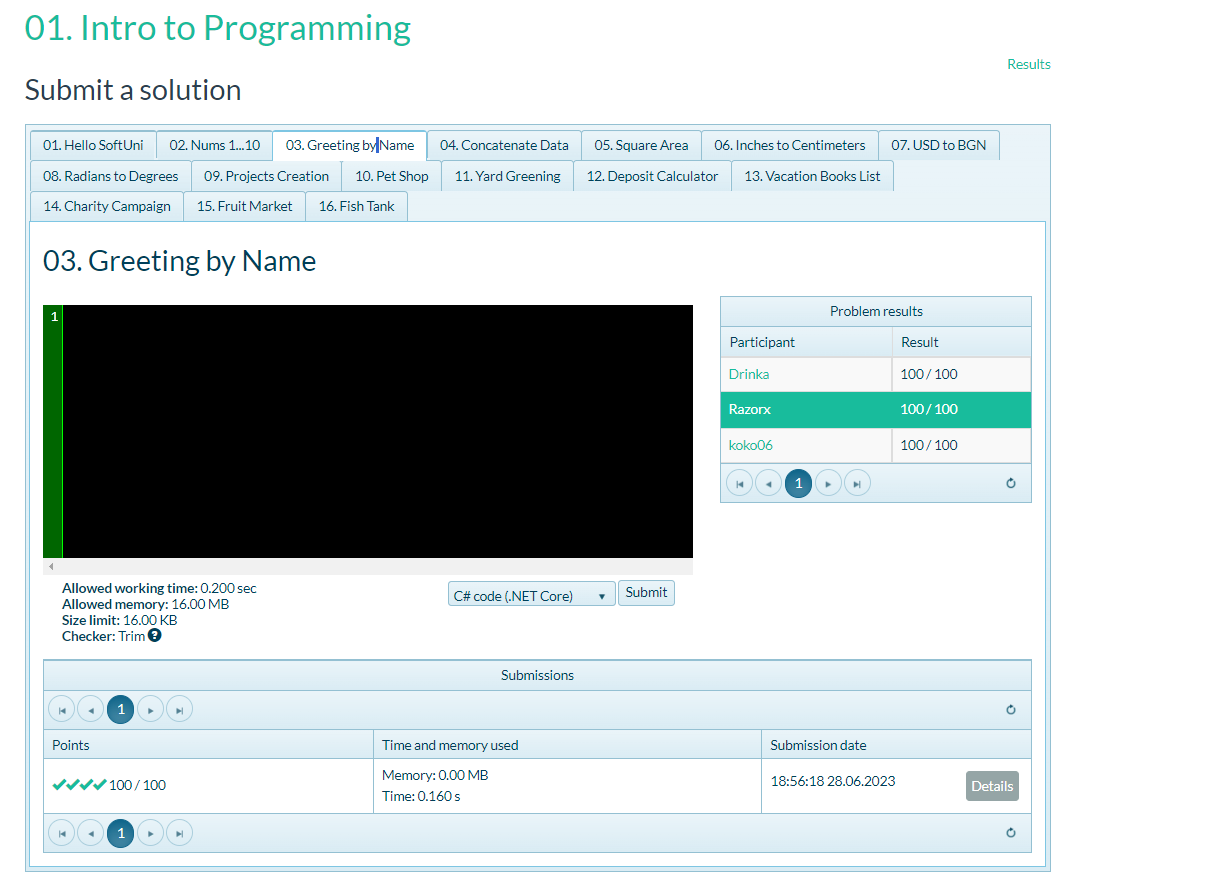 01. Intro to Programming
Results
Submit a solution
01. Hello SoftUni 02. Nums 1...10 03. Greeting by Name 04. Concatenate Data 05. Square Area 06. Inches to Centimeters 07. USD to BGN
08. Radians to Degrees 09. Projects Creation 10. Pet Shop 11. Yard Greening 12. Deposit Calculator 13. Vacation Books List
14. Charity Campaign 15. Fruit Market 16. Fish Tank
03. Greeting by Name
1
Problem results
Participant Result
Drinka 100 / 100
Razorx 100 / 100
koko06 100 / 100
1
Allowed working time: 0.200 sec
Allowed memory: 16.00 MB
Size limit: 16.00 KB
Checker: Trim ?
C# code (.NET Core) Submit
Submissions
1
Points Time and memory used Submission date
100 / 100 Memory: 0.00 MB 18:56:18 28.06.2023 Details
Time: 0.160 s
1